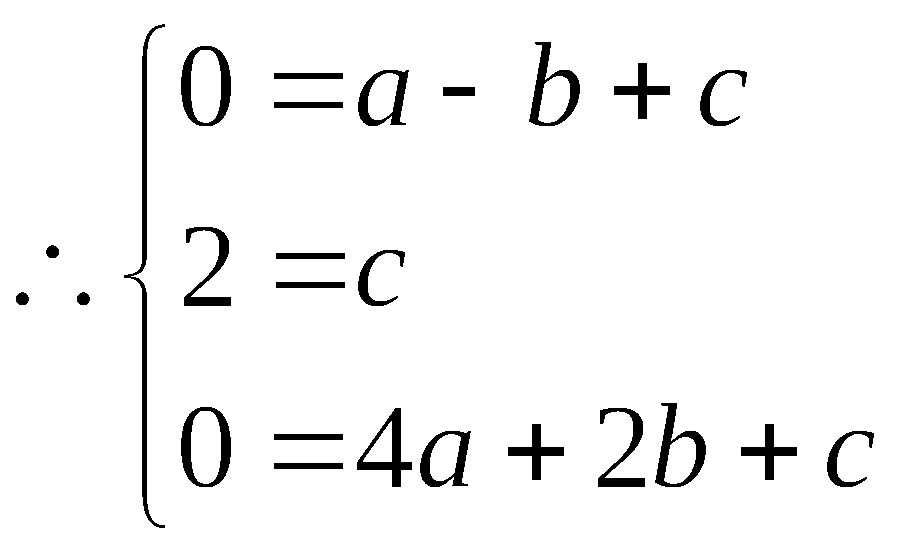 0 = a - b + c
∴ { 2 = c
0 = 4a + 2b + c